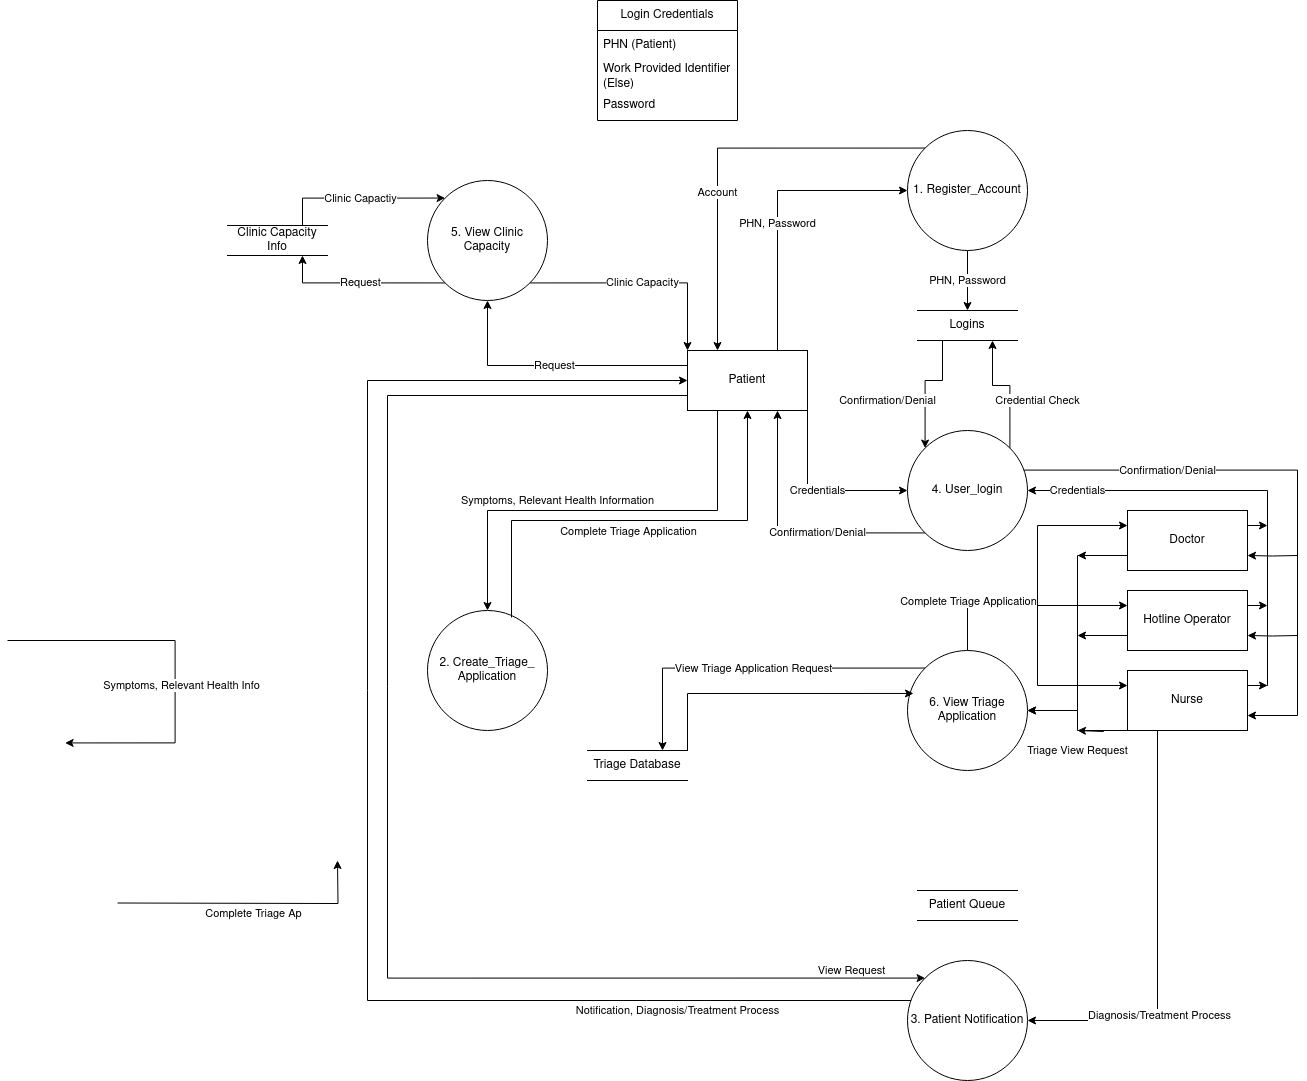 Login Credentials
PHN (Patient)
Work Provided Identifier
(Else)
Password
1. Register_Account
Account
PHN, Password
Clinic Capactiy
Clinic Capacity
Info
5. View Clinic
Capacity
Request
Clinic Capacity
PHN, Password
Logins
Request
Patient
Confirmation/Denial
Credential Check
4. User_login
Confirmation/Denial
Credentials
Credentials
Symptoms, Relevant Health Information
Complete Triage Application
Confirmation/Denial
Doctor
Complete Triage Application
Hotline Operator
2. Create_Triage_
Application
View Triage Application Request
Symptoms, Relevant Health Info
6. View Triage
Application
Nurse
Triage View Request
Triage Database
Patient Queue
Complete Triage Ap
View Request
Notification, Diagnosis/Treatment Process
3. Patient Notification
Diagnosis/Treatment Process